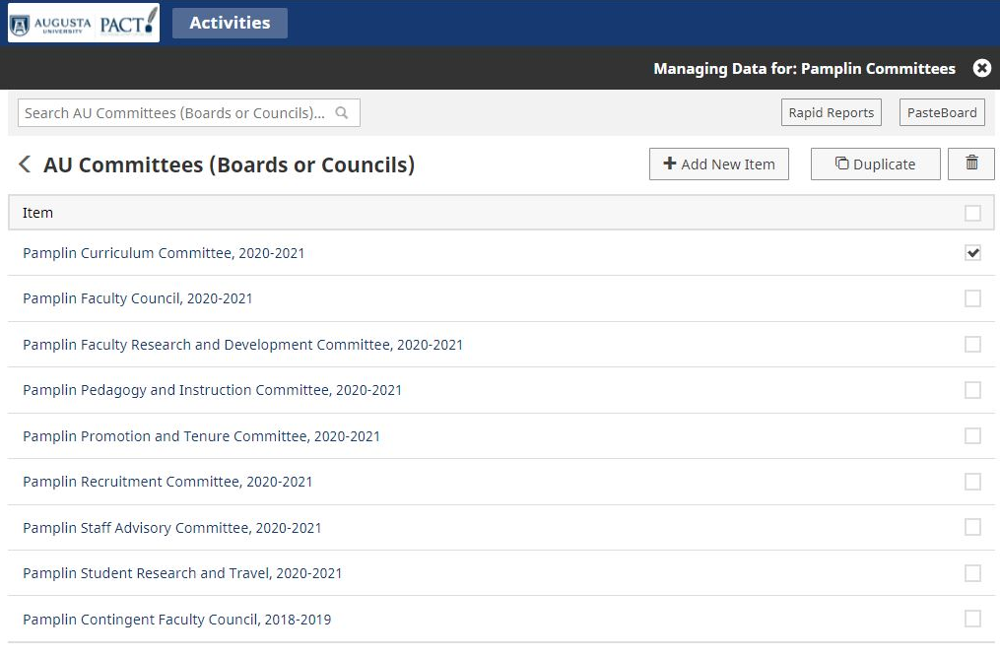 AUGUSTA UNIVERSITY PACT Activities
Managing Data for: Pamplin Committees
Search AU Committees (Boards or Councils)... Rapid Reports PasteBoard
AU Committees (Boards or Councils) Add New Item Duplicate
Item
Pamplin Curriculum Committee, 2020-2021
Pamplin Faculty Council, 2020-2021
Pamplin Faculty Research and Development Committee, 2020-2021
Pamplin Pedagogy and Instruction Committee, 2020-2021
Pamplin Promotion and Tenure Committee, 2020-2021
Pamplin Recruitment Committee, 2020-2021
Pamplin Staff Advisory Committee, 2020-2021
Pamplin Student Research and Travel, 2020-2021
Pamplin Contingent Faculty Council, 2018-2019